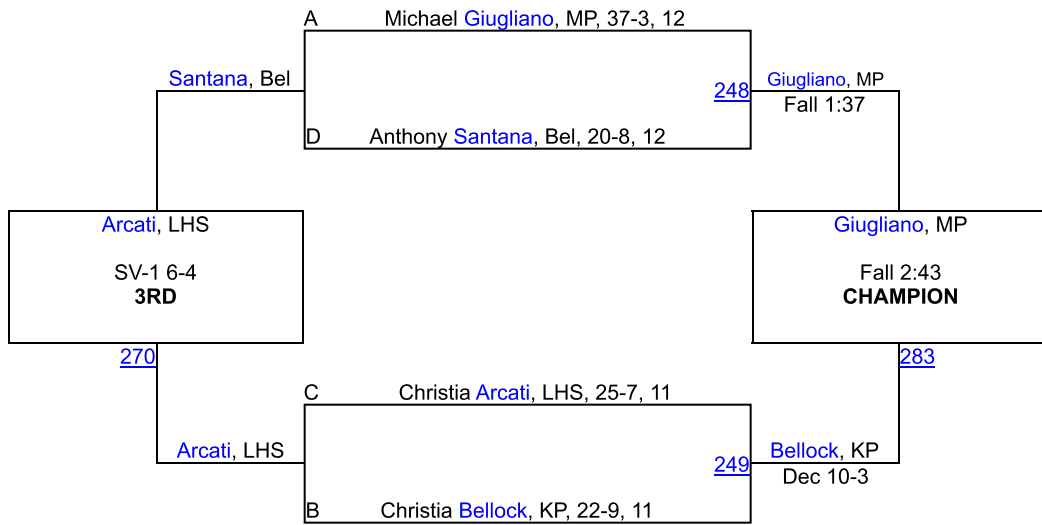 A Michael Giugliano, MP, 37-3, 12
Santana, Bel
248
Giugliano, MP
Fall 1:37
D Anthony Santana, Bel, 20-8, 12
Arcati, LHS
SV-1 6-4
3RD
Giugliano, MP
Fall 2:43
CHAMPION
270
283
C Christia Arcati, LHS, 25-7, 11
Arcati, LHS
249
Bellock, KP
Dec 10-3
B Christia Bellock, KP, 22-9, 11